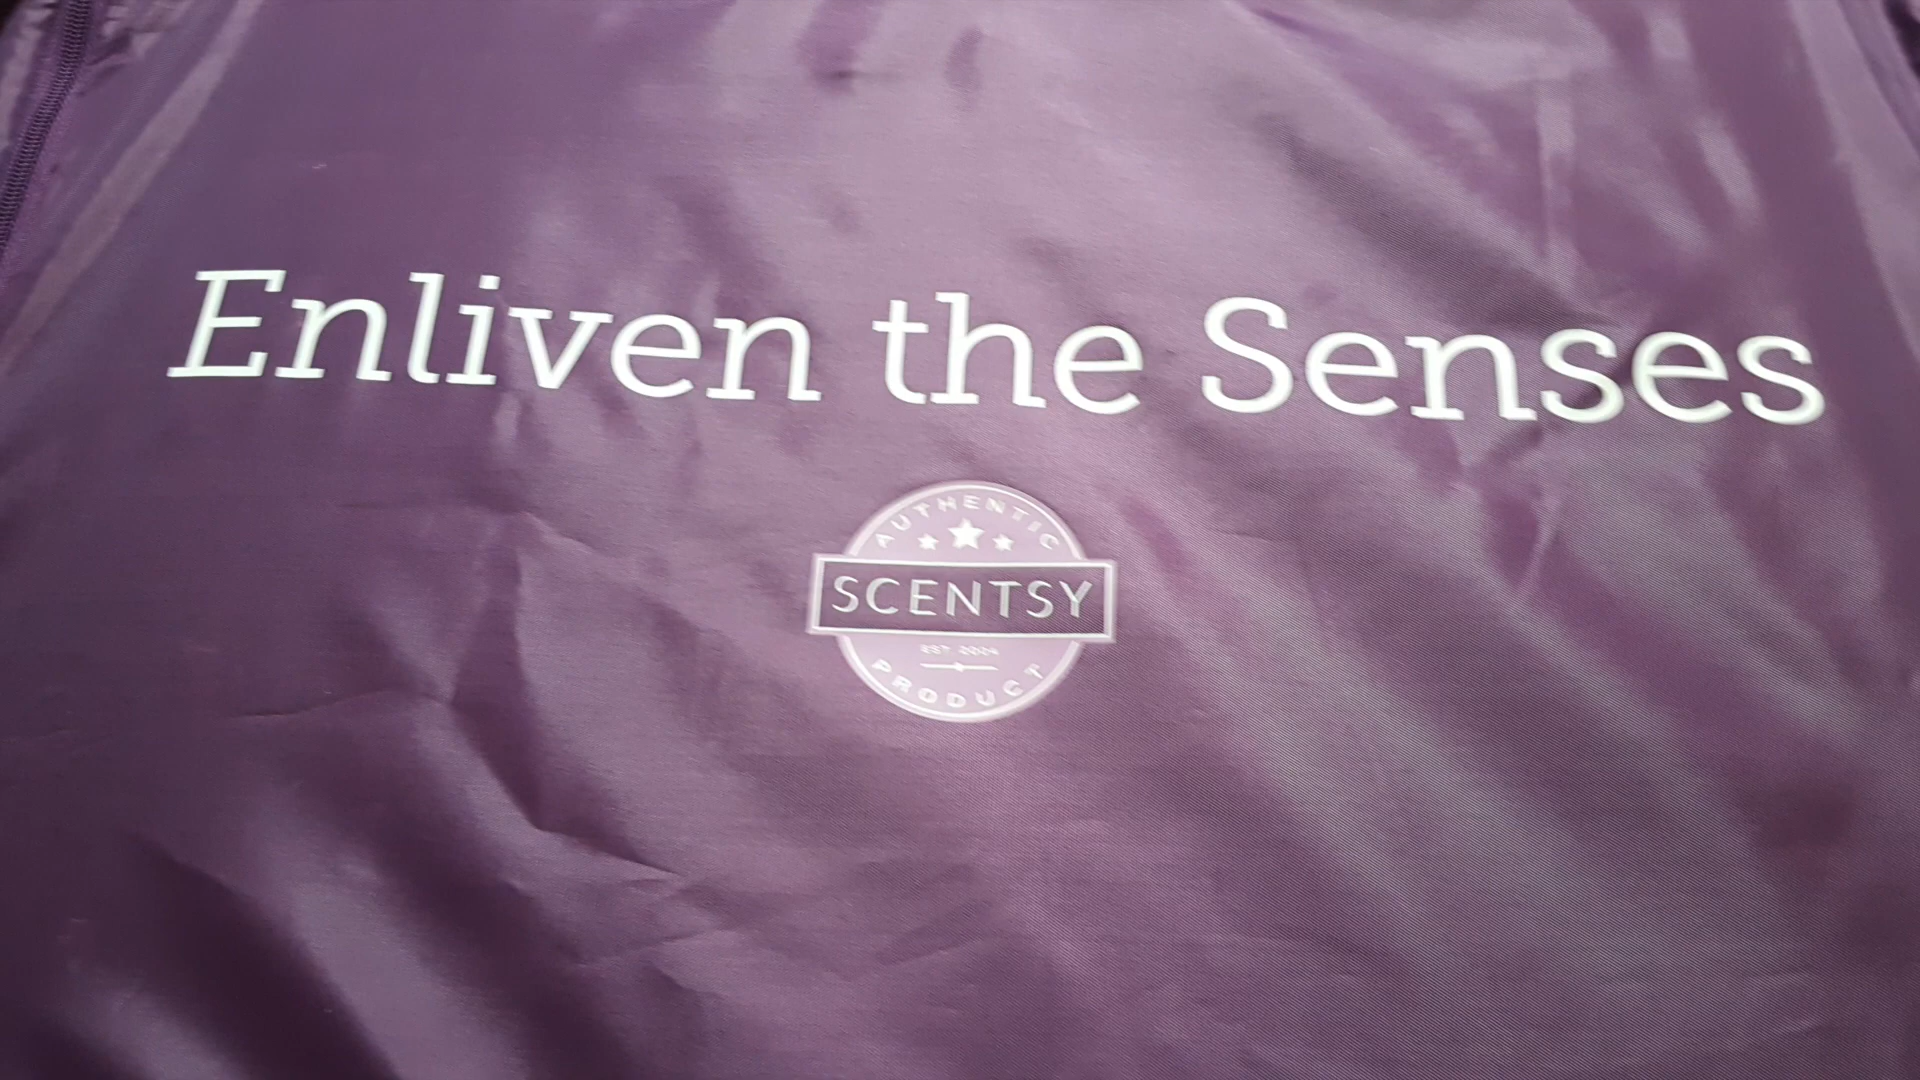 Enliven the Senses
AUTHENTIC
SCENTSY
EST. 2004
PRODUCT